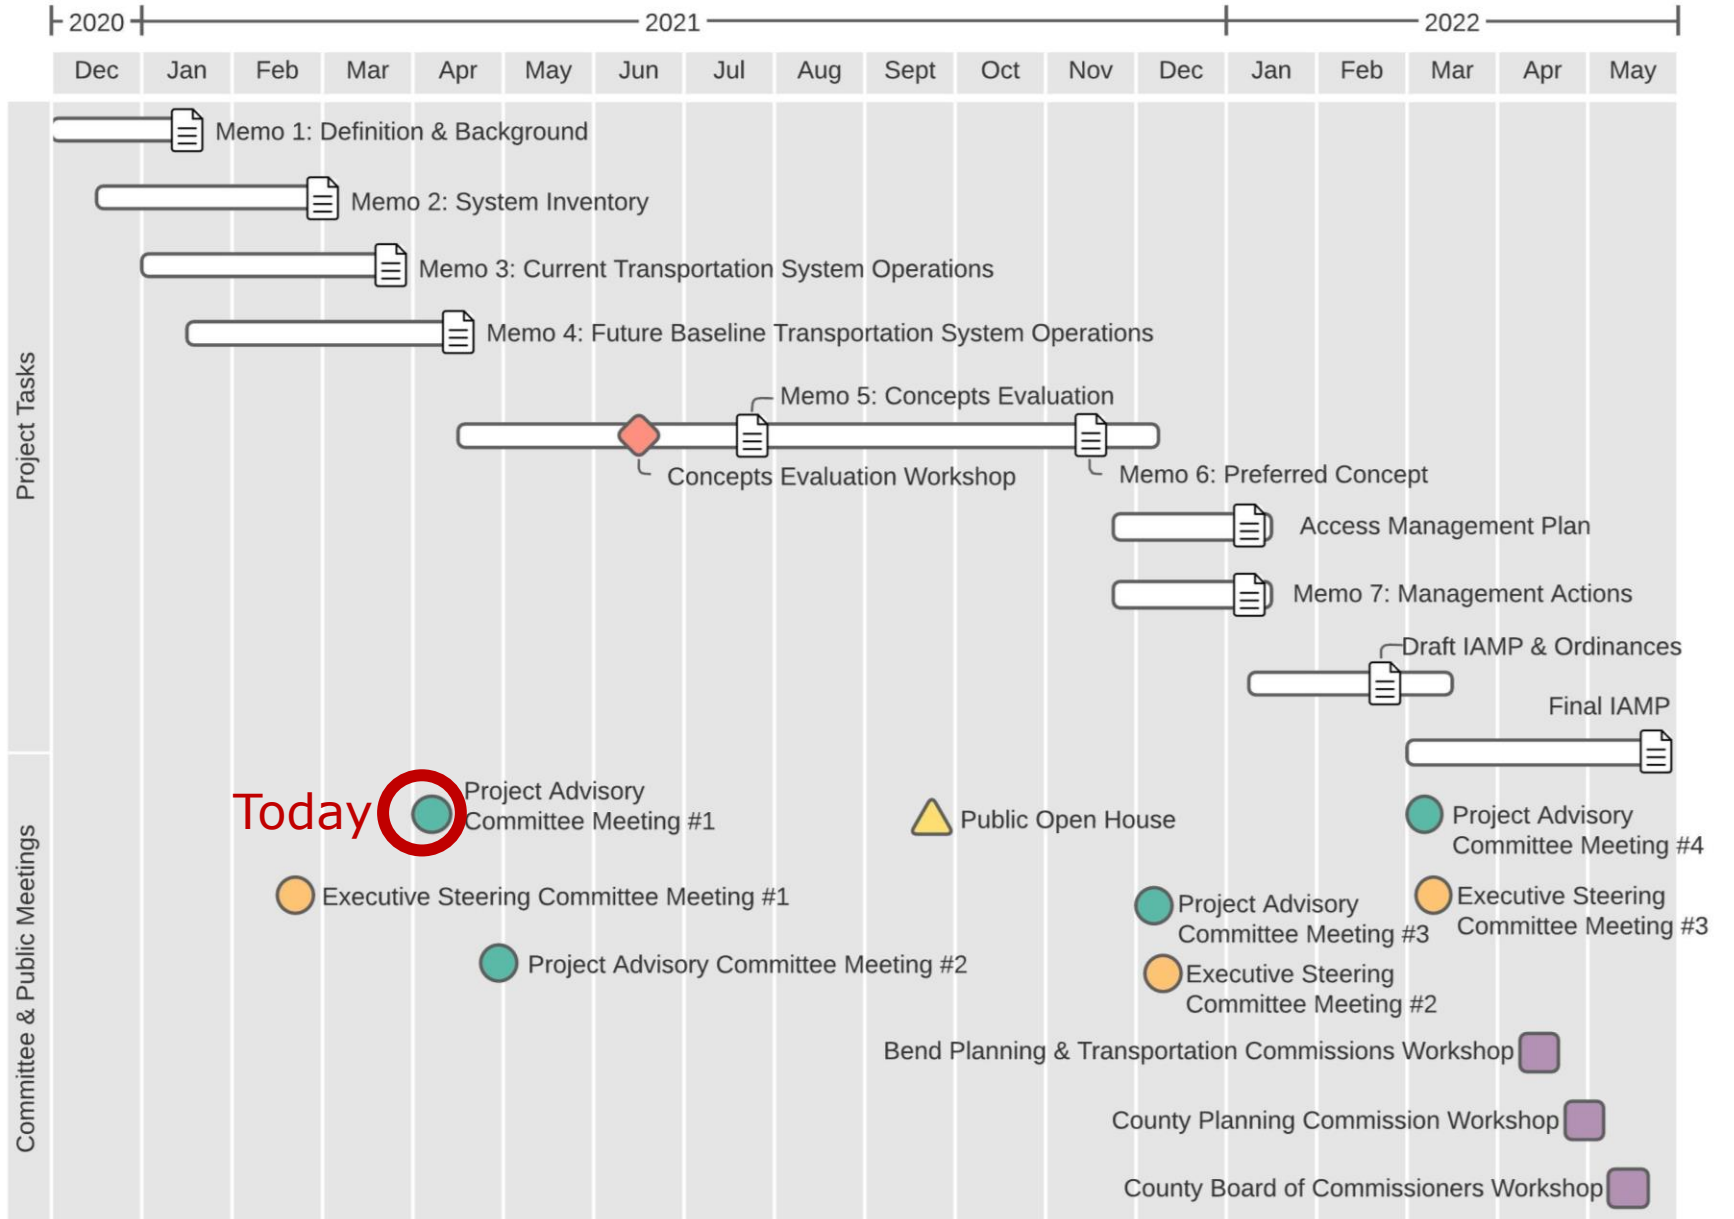 2020
2021
2022
Dec
Jan
Feb
Mar
Apr
May
Jun
Jul
Aug
Sept
Oct
Nov
Dec
Jan
Feb
Mar
Apr
May
Project Tasks
Memo 1: Definition & Background
Memo 2: System Inventory
Memo 3: Current Transportation System Operations
Memo 4: Future Baseline Transportation System Operations
Memo 5: Concepts Evaluation
Concepts Evaluation Workshop
Memo 6: Preferred Concept
Access Management Plan
Memo 7: Management Actions
Draft IAMP & Ordinances
Final IAMP
Committee & Public Meetings
Today
Project Advisory
Committee Meeting #1
Public Open House
Project Advisory
Committee Meeting #4
Executive Steering Committee Meeting #1
Project Advisory
Committee Meeting #3
Executive Steering
Committee Meeting #3
Project Advisory Committee Meeting #2
Executive Steering
Committee Meeting #2
Bend Planning & Transportation Commissions Workshop
County Planning Commission Workshop
County Board of Commissioners Workshop